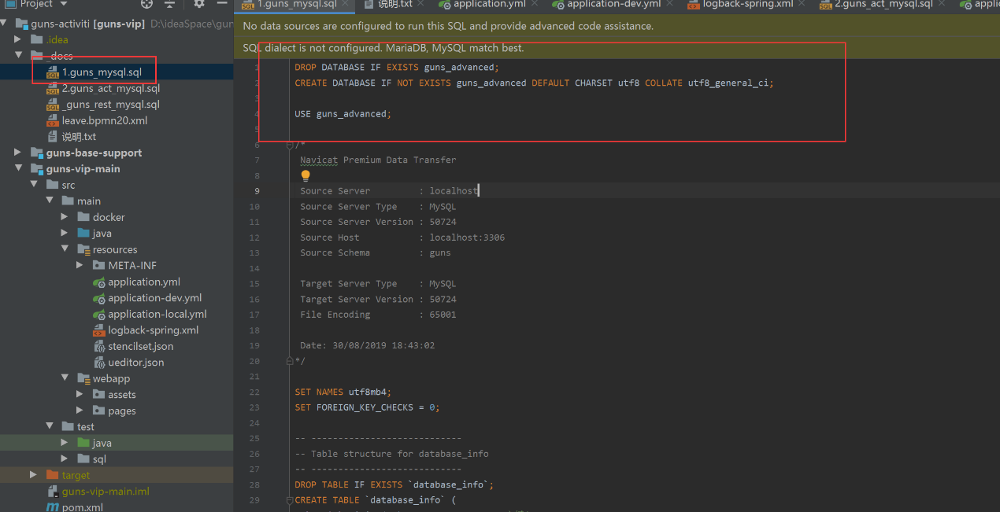 Project
1.guns_mysql.sql
说明.txt
application.yml
application-dev.yml
logback-spring.xml
2.guns_act_mysql.sql
guns-activiti [guns-vip] D:\ideaSpace\gun
.idea
_docs
1.guns_mysql.sql
2.guns_act_mysql.sql
_guns_rest_mysql.sql
leave.bpmn20.xml
说明.txt
guns-base-support
guns-vip-main
src
main
docker
java
resources
META-INF
application.yml
application-dev.yml
application-local.yml
logback-spring.xml
stencilset.json
ueditor.json
webapp
assets
pages
test
java
sql
target
guns-vip-main.iml
pom.xml
No data sources are configured to run this SQL and provide advanced code assistance.
SQL dialect is not configured. MariaDB, MySQL match best.
1 DROP DATABASE IF EXISTS guns_advanced;
2 CREATE DATABASE IF NOT EXISTS guns_advanced DEFAULT CHARSET utf8 COLLATE utf8_general_ci;
3
4 USE guns_advanced;
5
6 /*
7 Navicat Premium Data Transfer
8
9 Source Server : localhost
10 Source Server Type : MySQL
11 Source Server Version : 50724
12 Source Host : localhost:3306
13 Source Schema : guns
14
15 Target Server Type : MySQL
16 Target Server Version : 50724
17 File Encoding : 65001
18
19 Date: 30/08/2019 18:43:02
20 */
21
22 SET NAMES utf8mb4;
23 SET FOREIGN_KEY_CHECKS = 0;
24
25 -- ----------------------------
26 -- Table structure for database_info
27 -- ----------------------------
28 DROP TABLE IF EXISTS `database_info`;
29 CREATE TABLE `database_info` (